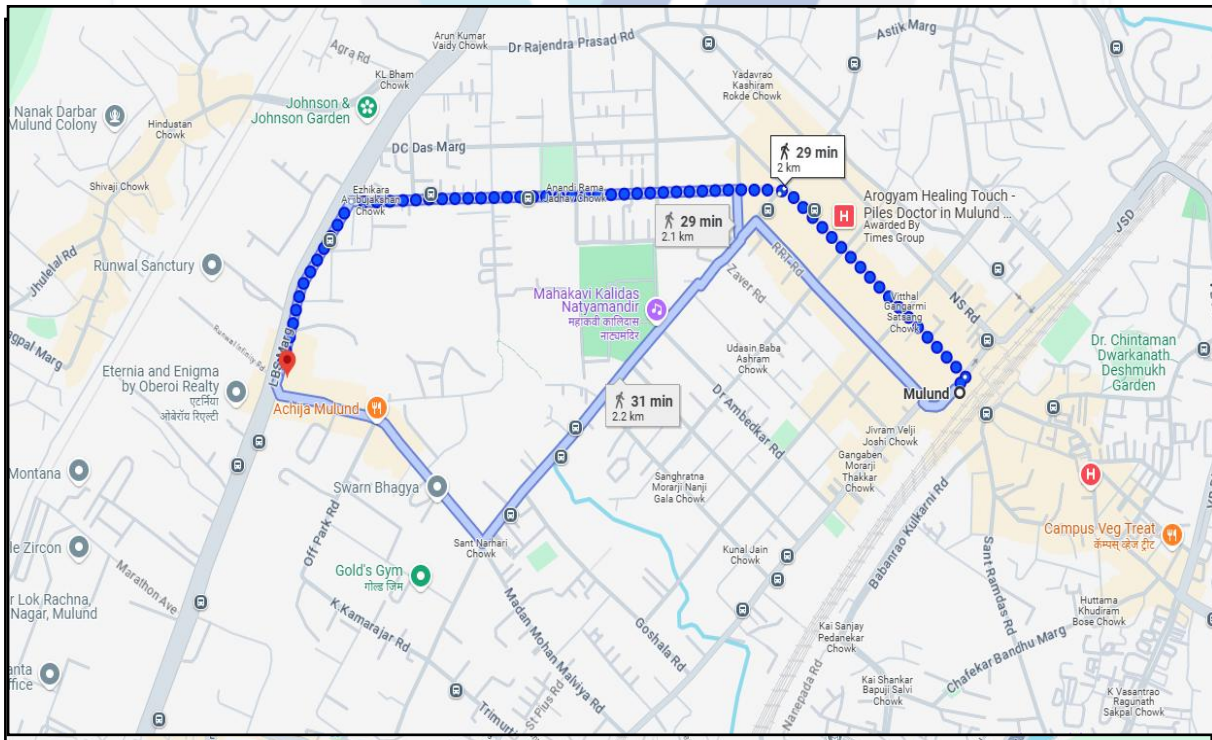 Arun Kumar
Vaidy Chowk
Dr Rajendra Prasad Rd
Astik Marg
Agra Rd
KL Bham
Chowk
Yadavrao
Kashiram
Rokde Chowk
Nanak Darbar
Mulund Colony
Johnson &
Johnson Garden
Hindustan
Chowk
DC Das Marg
29 min
2 km
Shivaji Chowk
Ezhikara
Chowk
Anandi Rama
Jadhav Chowk
Arogyam Healing Touch -
Piles Doctor in Mulund ...
Awarded By
Times Group
JSD
29 min
2.1 km
Runwal Sanctury
RRT Rd
Zaver Rd
Jhulelal Rd
Mahakavi Kalidas
Natyamandir
महाकवी कालिदास
नाट्यमंदिर
Vitthal
Gangarmi
Satsang
Chowk
NS Rd
Marg
Runwal Infinity Rd
LBS Marg
Udasin Baba
Ashram
Chowk
Dr. Chintaman
Dwarkanath
Deshmukh
Garden
Eternia and Enigma
by Oberoi Realty
एटर्निया
ओबेरॉय रिएल्टी
Mulund
Achija Mulund
31 min
2.2 km
Dr Ambedkar Rd
Jivram Velji
Joshi Chowk
Gangaben
Morarji
Thakkar
Chowk
Montana
Swarn Bhagya
Sanghratna
Morarji Nanji
Gala Chowk
Babanrao Kulkarni Rd
Off Park Rd
Campus Veg Treat
कॅम्पस व्हेज ट्रीट
Zircon
Sant Narhari
Chowk
Kunal Jain
Chowk
Sant Ramdas Rd
Marathon Ave
Gold's Gym
गोल्ड जिम
Lok Rachna,
Nagar, Mulund
K Kamarajar Rd
Madan Mohan Malviya Rd
Goshala Rd
Kai Sanjay
Pedanekar
Chowk
Huttama
Khudiram
Bose Chowk
Chafekar Bandhu Marg
Nanepada Rd
Kai Shankar
Bapuji Salvi
Chowk
St Pius Rd
K Vasantrao
Ragunath
Sakpal Chowk